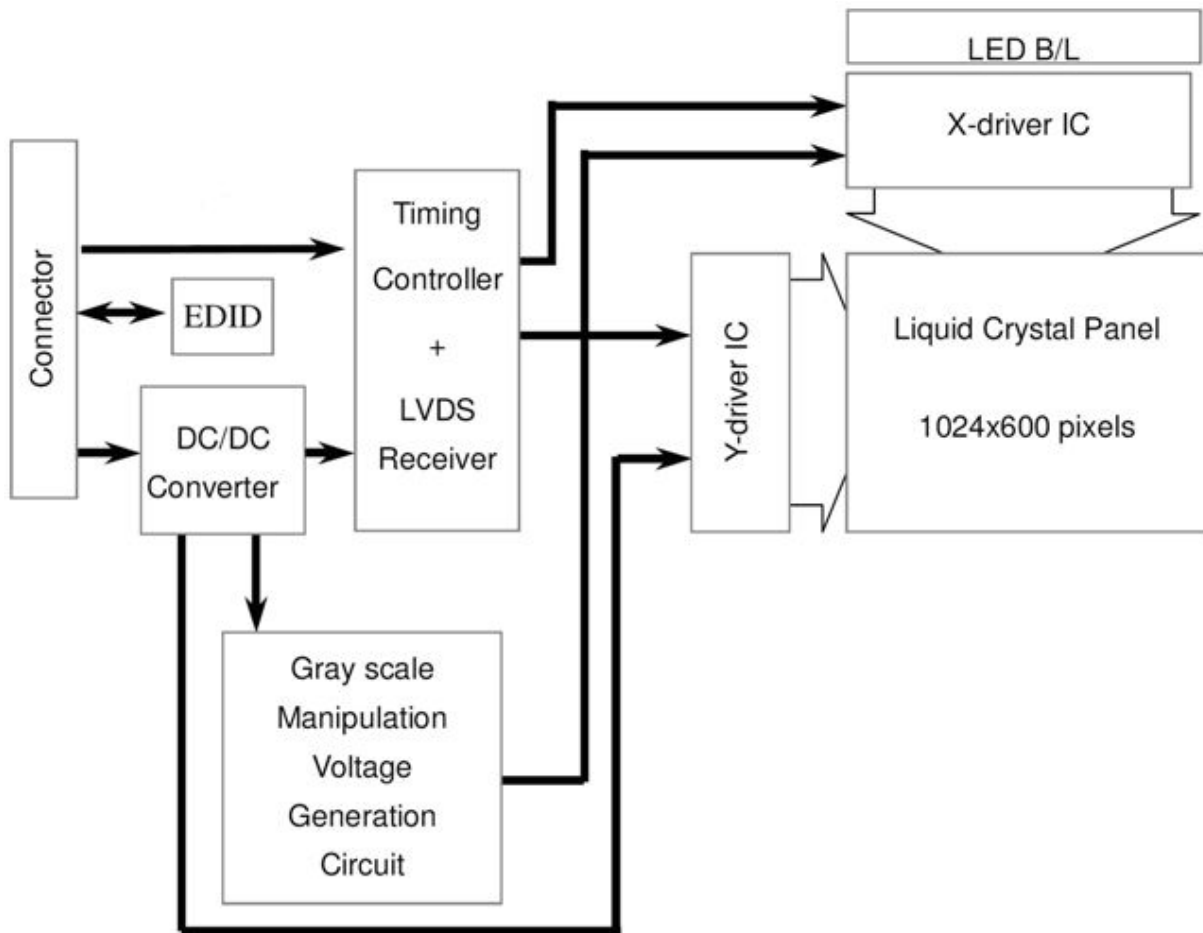 LED B/L
X-driver IC
Connector
EDID
DC/DC
Converter
Timing
Controller
+
LVDS
Receiver
Y-driver IC
Liquid Crystal Panel
1024x600 pixels
Gray scale
Manipulation
Voltage
Generation
Circuit